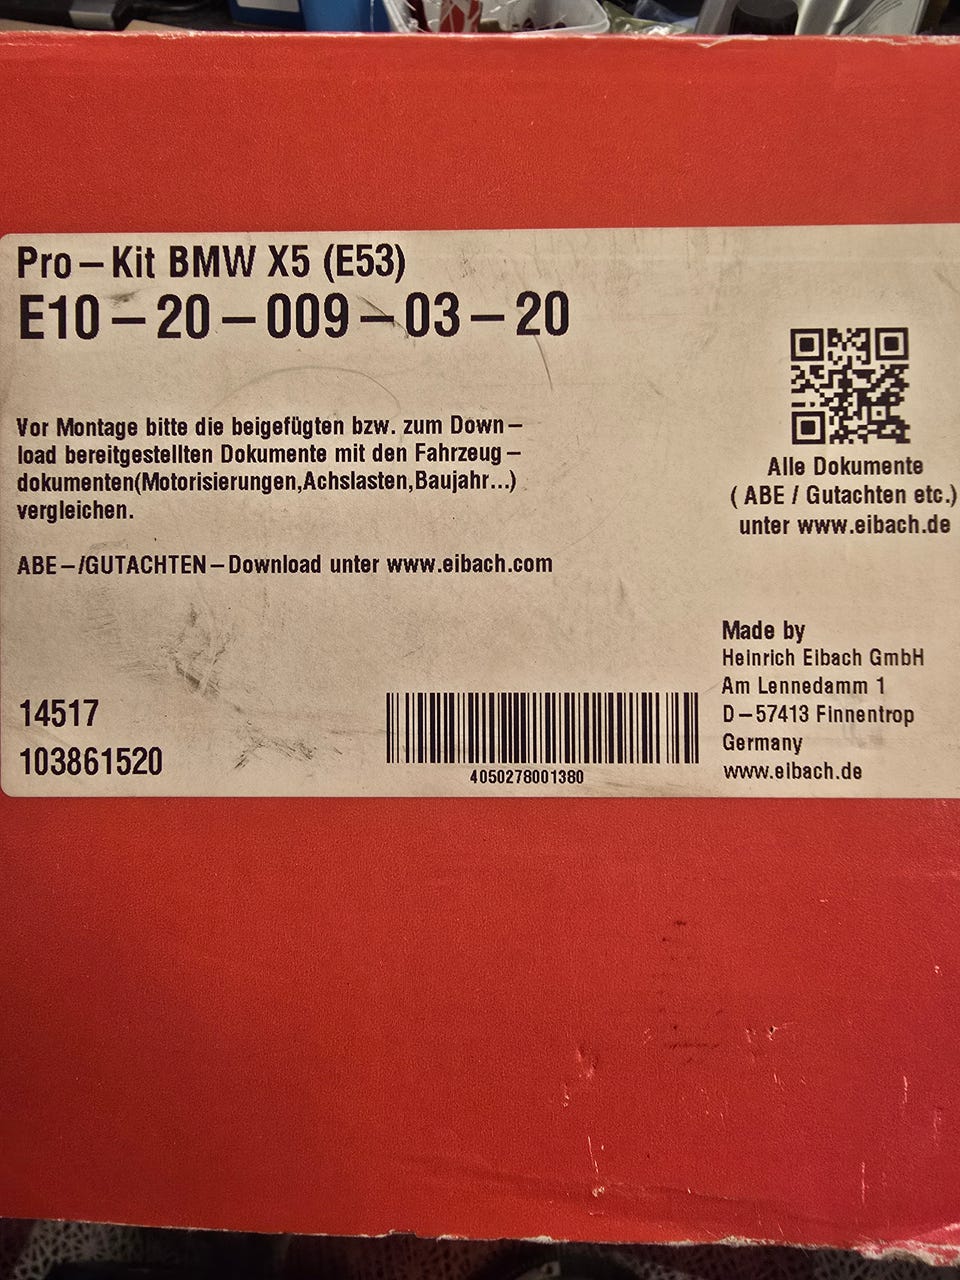 Pro-Kit BMW X5 (E53)
E10-20-009-03-20
Vor Montage bitte die beigefügten bzw. zum Down-
load bereitgestellten Dokumente mit den Fahrzeug-
dokumenten(Motorisierungen,Achslasten,Baujahr...)
vergleichen.
ABE-/GUTACHTEN-Download unter www.eibach.com
Alle Dokumente
( ABE / Gutachten etc.)
unter www.eibach.de
Made by
Heinrich Eibach GmbH
Am Lennedamm 1
D-57413 Finnentrop
Germany
www.eibach.de
14517
103861520
4050278001380